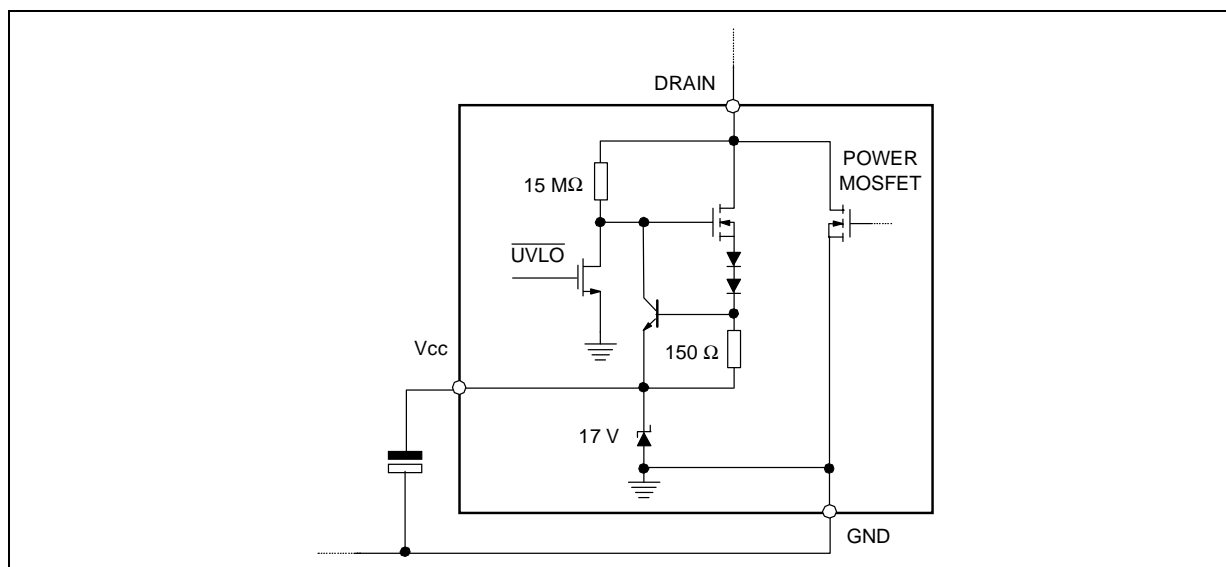 DRAIN
POWER
MOSFET
15 MΩ
UVLO
Vcc
150 Ω
17 V
GND